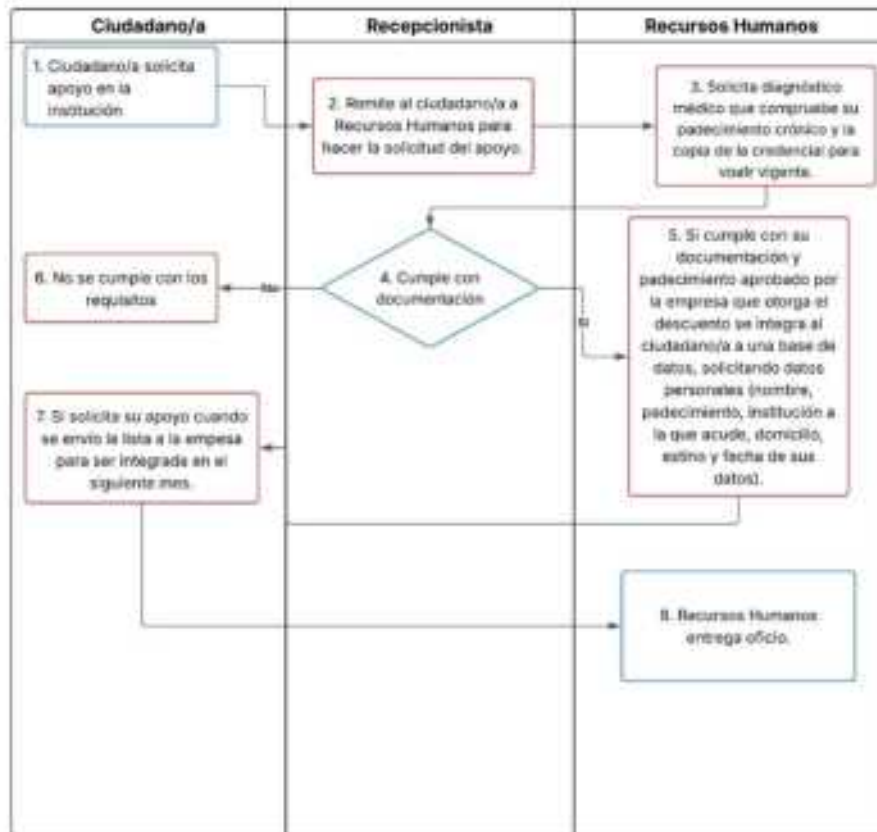 Ciudadano/a
Recepcionista
Recursos Humanos
1. Ciudadano/a solicita
apoyo en la
institución
2. Remite al ciudadano/a a
Recursos Humanos para
hacer la solicitud del apoyo.
3. Solicita diagnóstico
médico que compruebe su
padecimiento crónico y la
copia de la credencial para
voatr vigente.
4. Cumple con
documentación
No
6. No se cumple con los
requisitos
Si
5. Si cumple con su
documentación y
padecimiento aprobado por
la empresa que otorga el
descuento se integra al
ciudadano/a a una base de
datos, solicitando datos
personales (nombre,
padecimiento, institución a
la que acude, domicilio,
y fecha de sus
datos).
7. Si solicita su apoyo cuando
se envío la lista a la empesa
para ser integrada en el
siguiente mes.
8. Recursos Humanos
entrega oficio.